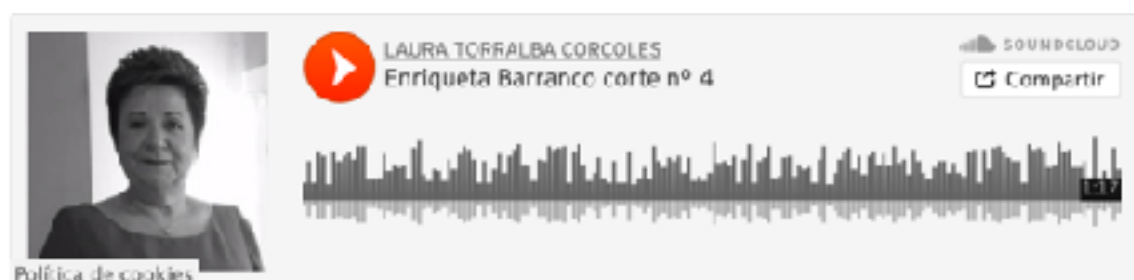 LAURA TORRALBA CORCOLES
Enriqueta Barranco corte nº 4
SOUNDCLOUD
Compartir
1:17
Política de cookies